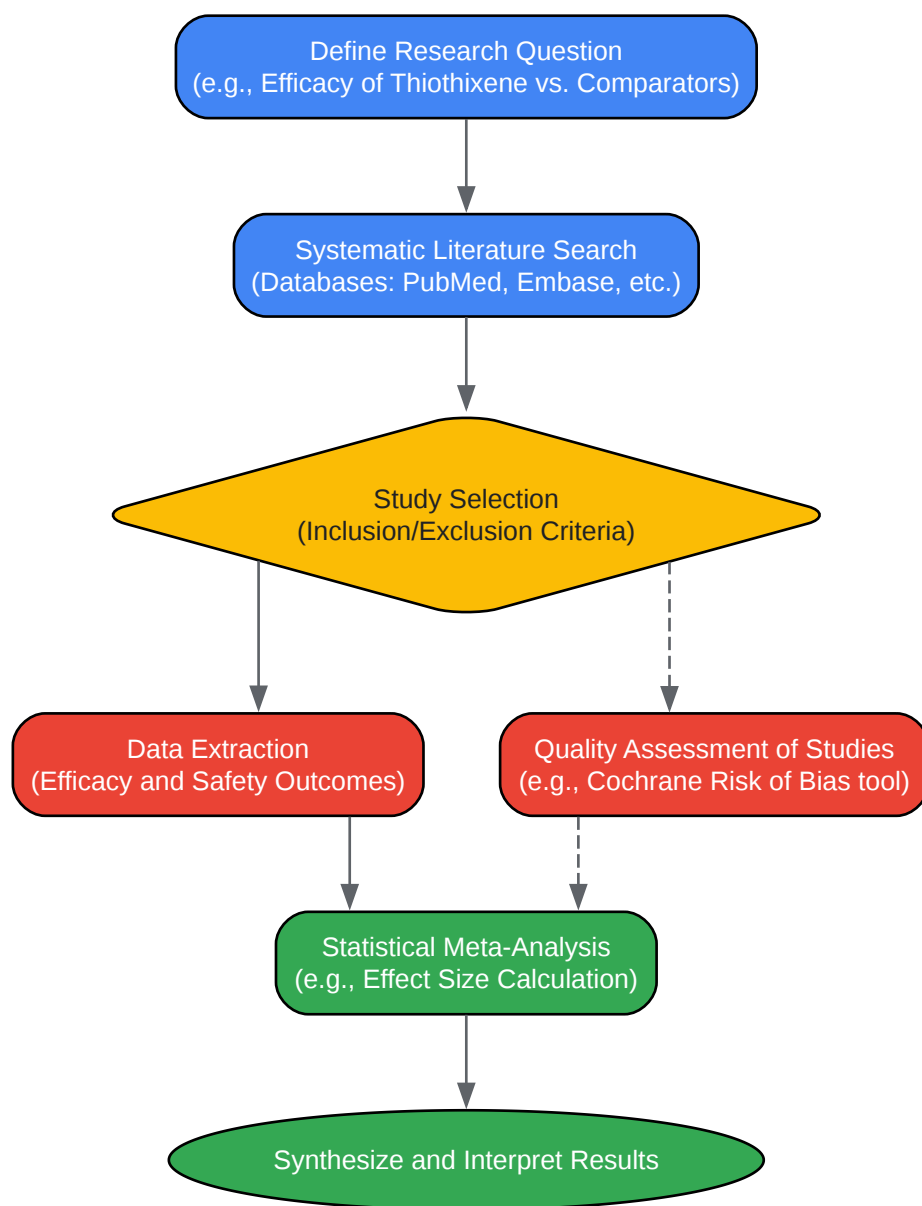 Define Research Question
(e.g., Efficacy of Thiothixene vs. Comparators)
Systematic Literature Search
(Databases: PubMed, Embase, etc.)
Study Selection
(Inclusion/Exclusion Criteria)
Data Extraction
(Efficacy and Safety Outcomes)
Quality Assessment of Studies
(e.g., Cochrane Risk of Bias tool)
Statistical Meta-Analysis
(e.g., Effect Size Calculation)
Synthesize and Interpret Results